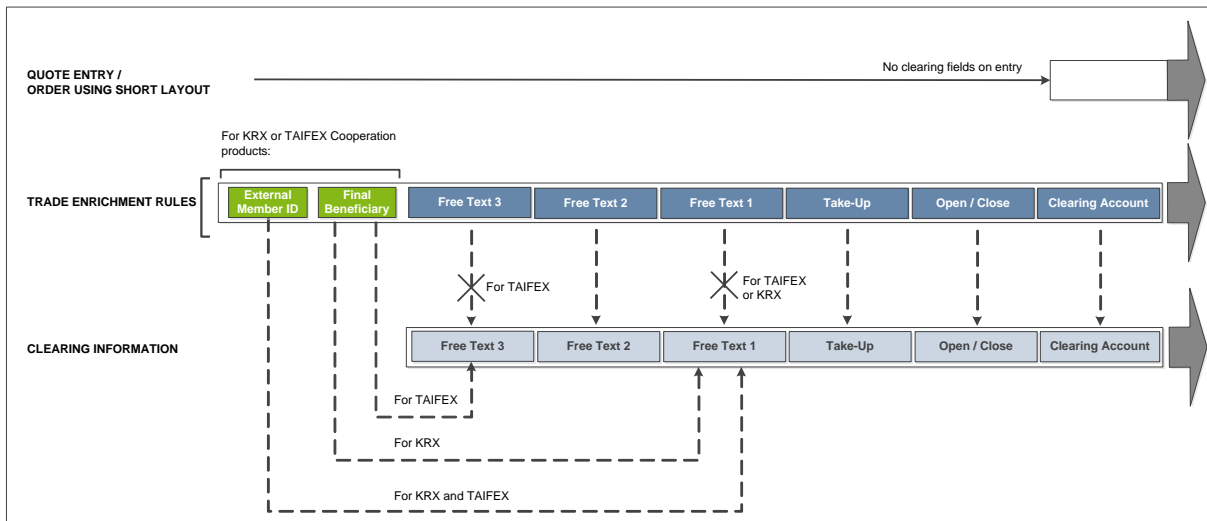 QUOTE ENTRY /
ORDER USING SHORT LAYOUT
No clearing fields on entry
For KRX or TAIFEX Cooperation
products:
TRADE ENRICHMENT RULES
External
Member ID
Final
Beneficiary
Free Text 3
Free Text 2
Free Text 1
Take-Up
Open / Close
Clearing Account
For TAIFEX
For TAIFEX
or KRX
CLEARING INFORMATION
Free Text 3
Free Text 2
Free Text 1
Take-Up
Open / Close
Clearing Account
For TAIFEX
For KRX
For KRX and TAIFEX